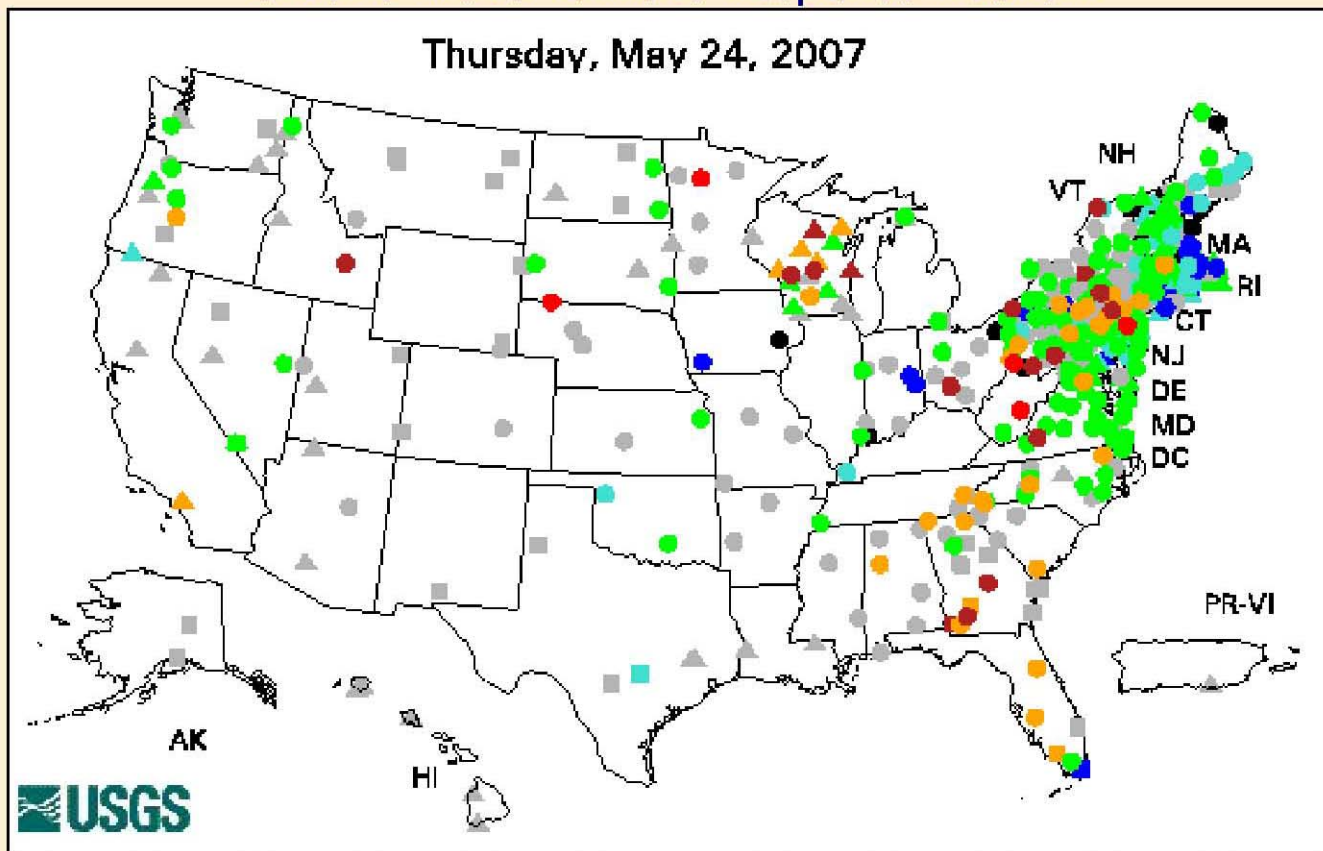 Thursday, May 24, 2007
NH
VT
MA
RI
CT
NJ
DE
MD
DC
PR-VI
AK
HI
USGS